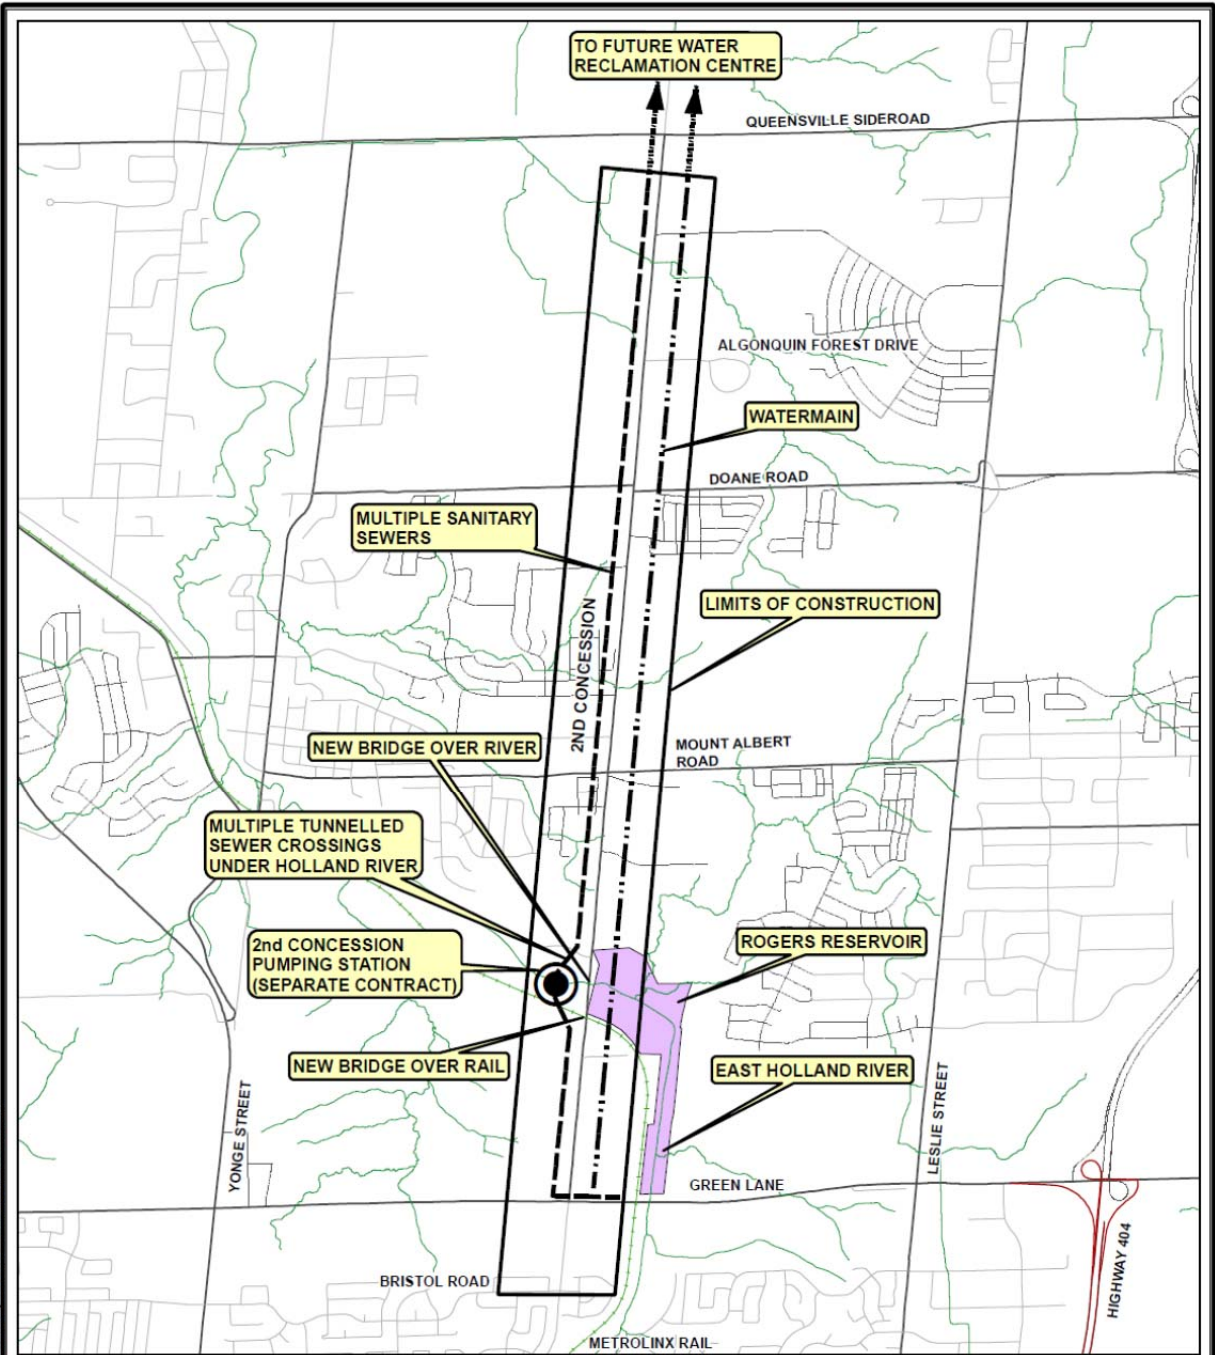 TO FUTURE WATER
RECLAMATION CENTRE
QUEENSVILLE SIDEROAD
ALGONQUIN FOREST DRIVE
WATERMAIN
DOANE ROAD
MULTIPLE SANITARY
SEWERS
LIMITS OF CONSTRUCTION
2ND CONCESSION
NEW BRIDGE OVER RIVER
MOUNT ALBERT
ROAD
MULTIPLE TUNNELLED
SEWER CROSSINGS
UNDER HOLLAND RIVER
2nd CONCESSION
PUMPING STATION
(SEPARATE CONTRACT)
ROGERS RESERVOIR
NEW BRIDGE OVER RAIL
EAST HOLLAND RIVER
YONGE STREET
LESLIE STREET
GREEN LANE
HIGHWAY 404
BRISTOL ROAD
METROLINX RAIL